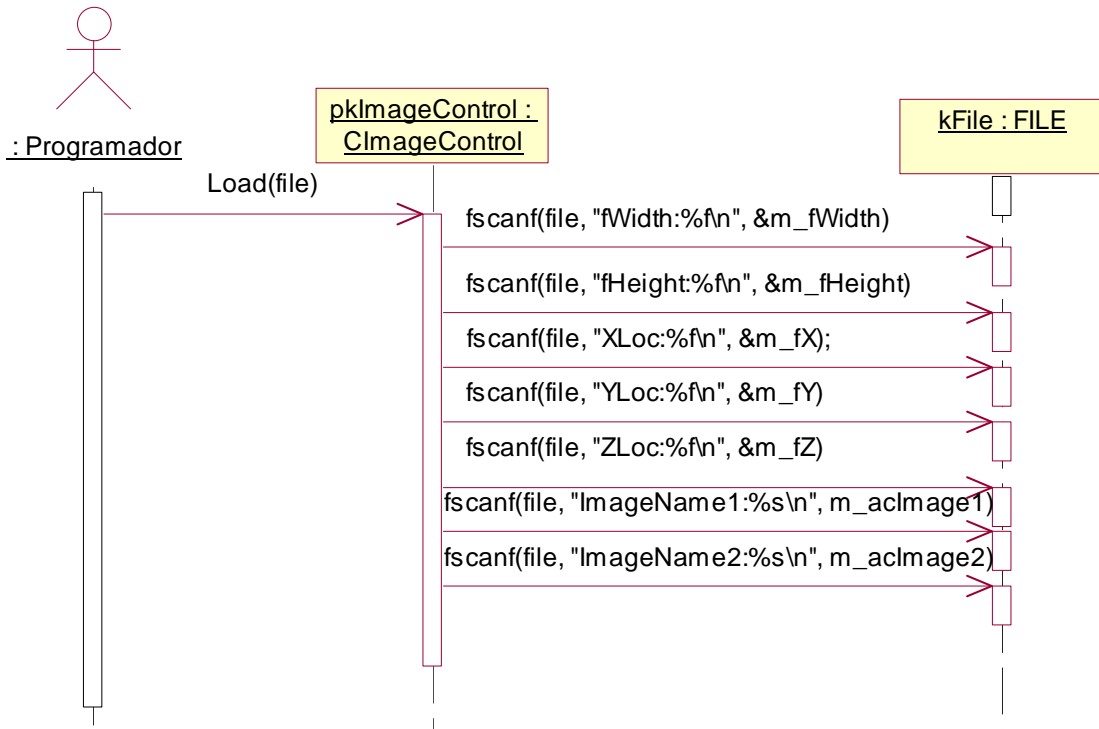 : Programador
pkImageControl :
CImageControl
kFile : FILE
Load(file)
fscanf(file, "fWidth:%f\n", &m_fWidth)
fscanf(file, "fHeight:%f\n", &m_fHeight)
fscanf(file, "XLoc:%f\n", &m_fX);
fscanf(file, "YLoc:%f\n", &m_fY)
fscanf(file, "ZLoc:%f\n", &m_fZ)
fscanf(file, "ImageName1:%s\n", m_acImage1)
fscanf(file, "ImageName2:%s\n", m_acImage2)